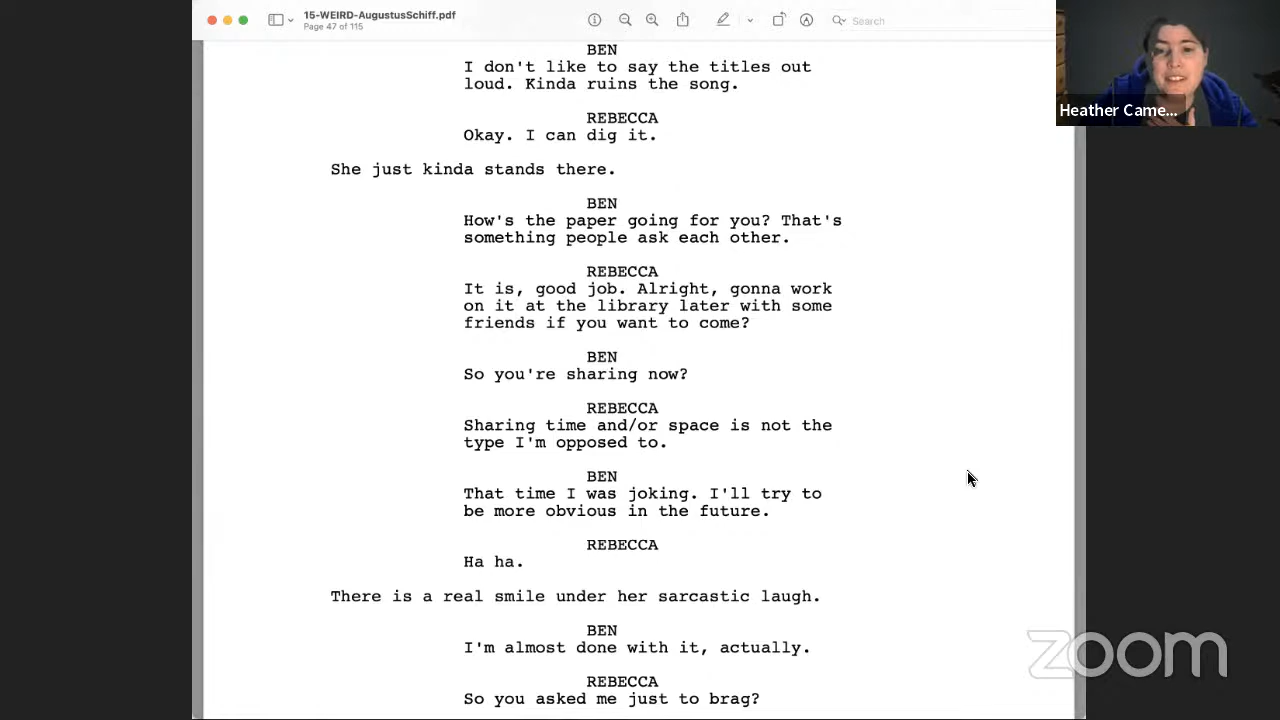 15-WEIRD-AugustusSchiff.pdf
Page 47 of 115
Search
Heather Came...
BEN
I don't like to say the titles out
loud. Kinda ruins the song.
REBECCA
Okay. I can dig it.
She just kinda stands there.
BEN
How's the paper going for you? That's
something people ask each other.
REBECCA
It is, good job. Alright, gonna work
on it at the library later with some
friends if you want to come?
BEN
So you're sharing now?
REBECCA
Sharing time and/or space is not the
type I'm opposed to.
BEN
That time I was joking. I'll try to
be more obvious in the future.
REBECCA
Ha ha.
There is a real smile under her sarcastic laugh.
BEN
I'm almost done with it, actually.
REBECCA
So you asked me just to brag?
zoom